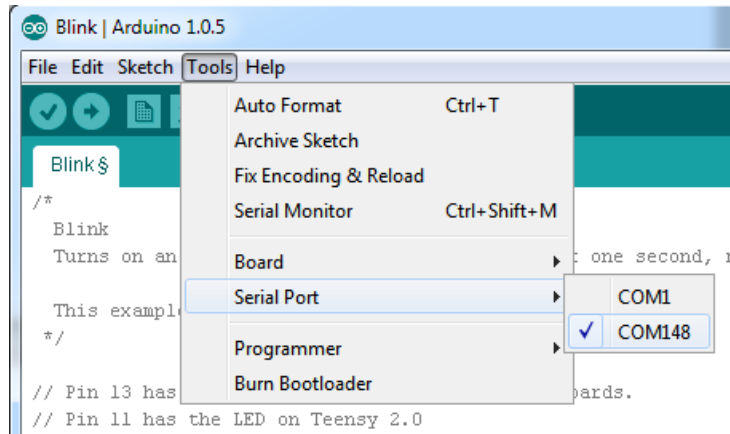 Blink | Arduino 1.0.5
File Edit Sketch Tools Help
Auto Format Ctrl+T
Archive Sketch
Fix Encoding & Reload
Serial Monitor Ctrl+Shift+M
Board
Serial Port
Programmer
Burn Bootloader
COM1
COM148
Blink§
/*
Blink
Turns on an one second,
This exampl
*/
// Pin 13 has ards.
// Pin 11 has the LED on Teensy 2.0